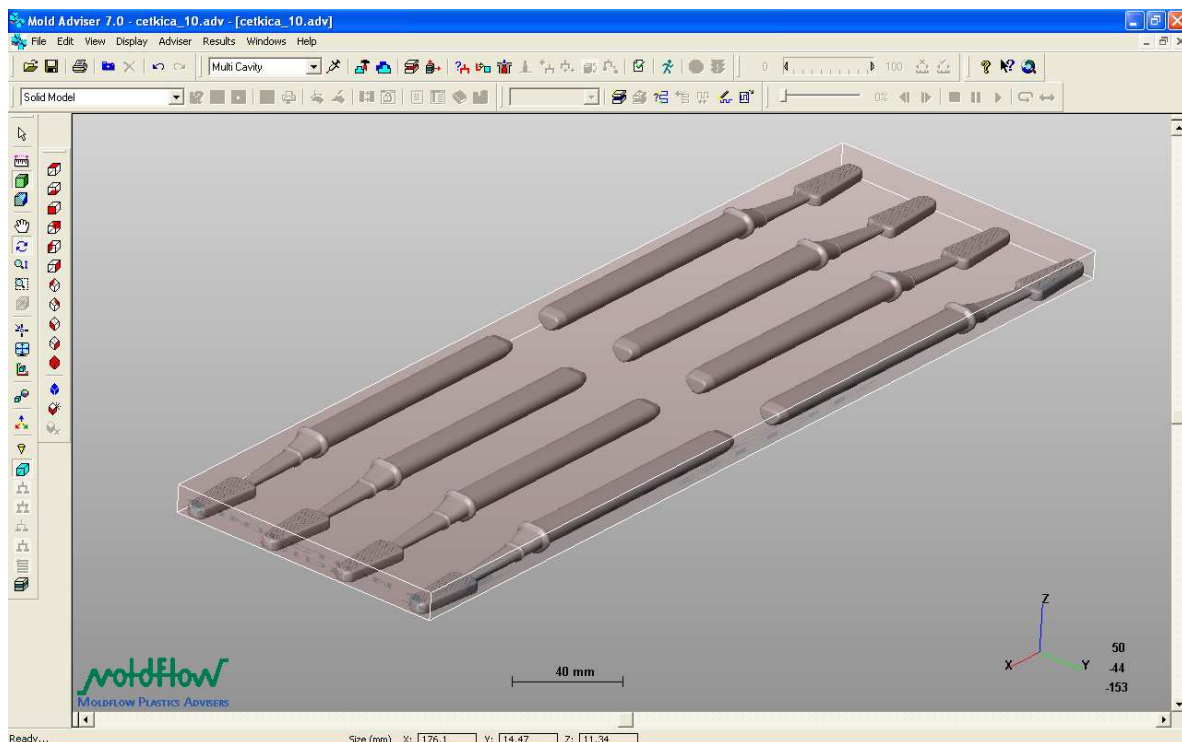 Mold Adviser 7.0 - cetkica_10.adv - [cetkica_10.adv]
File Edit View Display Adviser Results Windows Help
Multi Cavity 0 100
Solid Model 0%
Z
X Y
50
-44
-153
40 mm
moldflow
MOLDFLOW PLASTICS ADVISERS
Ready... Size (mm) X: 176.1 Y: 14.47 Z: 11.34